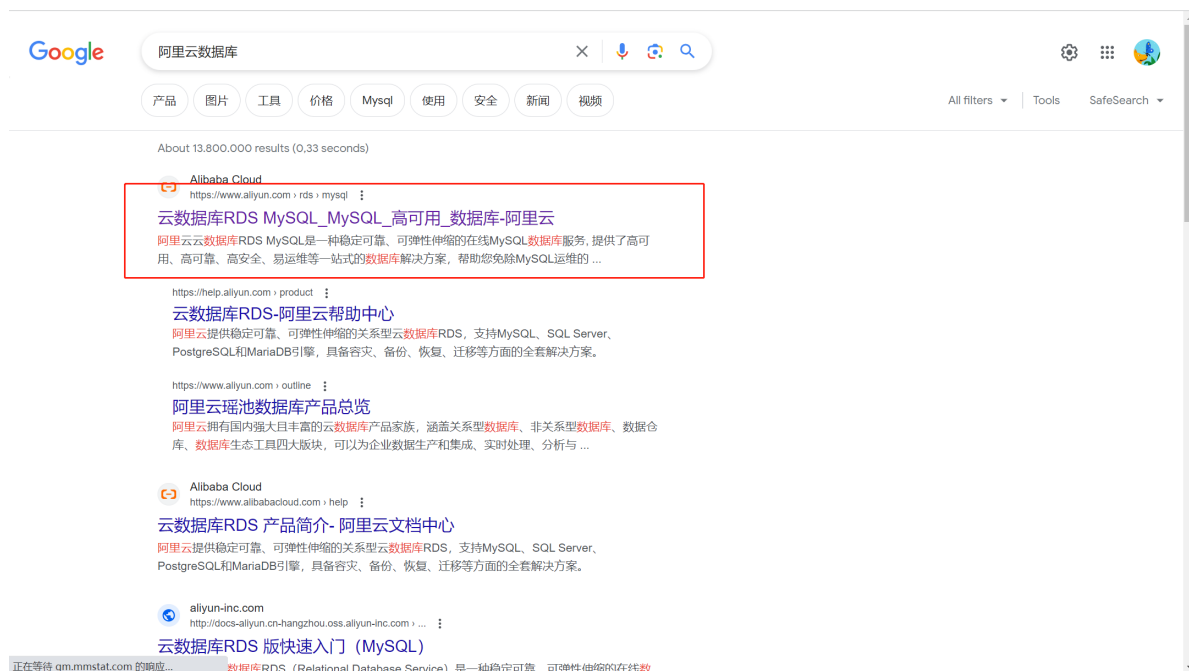 Google
阿里云数据库
产品 图片 工具 价格 Mysql 使用 安全 新闻 视频 All filters Tools SafeSearch
About 13.800.000 results (0,33 seconds)
Alibaba Cloud
https://www.aliyun.com › rds › mysql
云数据库RDS MySQL_MySQL_高可用_数据库-阿里云
阿里云云数据库RDS MySQL是一种稳定可靠、可弹性伸缩的在线MySQL数据库服务, 提供了高可
用、高可靠、高安全、易运维等一站式的数据库解决方案，帮助您免除MySQL运维的 ...
https://help.aliyun.com › product
云数据库RDS-阿里云帮助中心
阿里云提供稳定可靠、可弹性伸缩的关系型云数据库RDS，支持MySQL、SQL Server、
PostgreSQL和MariaDB引擎，具备容灾、备份、恢复、迁移等方面的全套解决方案。
https://www.aliyun.com › outline
阿里云瑶池数据库产品总览
阿里云拥有国内强大且丰富的云数据库产品家族，涵盖关系型数据库、非关系型数据库、数据仓
库、数据库生态工具四大版块，可以为企业数据生产和集成、实时处理、分析与 ...
Alibaba Cloud
https://www.alibabacloud.com › help
云数据库RDS 产品简介- 阿里云文档中心
阿里云提供稳定可靠、可弹性伸缩的关系型云数据库RDS，支持MySQL、SQL Server、
PostgreSQL和MariaDB引擎，具备容灾、备份、恢复、迁移等方面的全套解决方案。
aliyun-inc.com
http://docs-aliyun.cn-hangzhou.oss.aliyun-inc.com › ...
云数据库RDS 版快速入门（MySQL）
正在等待 gm.mmstat.com 的响应... 数据库RDS（Relational Database Service）是一种稳定可靠、可弹性伸缩的在线数